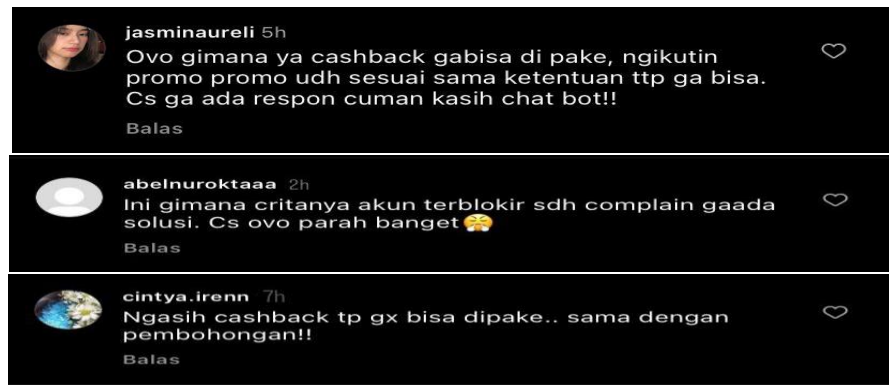 jasminaureli 5h
Ovo gimana ya cashback gabisa di pake, ngikutin
promo promo udh sesuai sama ketentuan ttp ga bisa.
Cs ga ada respon cuman kasih chat bot!!
Balas
abelnuroktaaa 2h
Ini gimana critanya akun terblokir sdh complain gaada
solusi. Cs ovo parah banget😤
Balas
cintya.irenn 7h
Ngasih cashback tp gx bisa dipake.. sama dengan
pembohongan!!
Balas